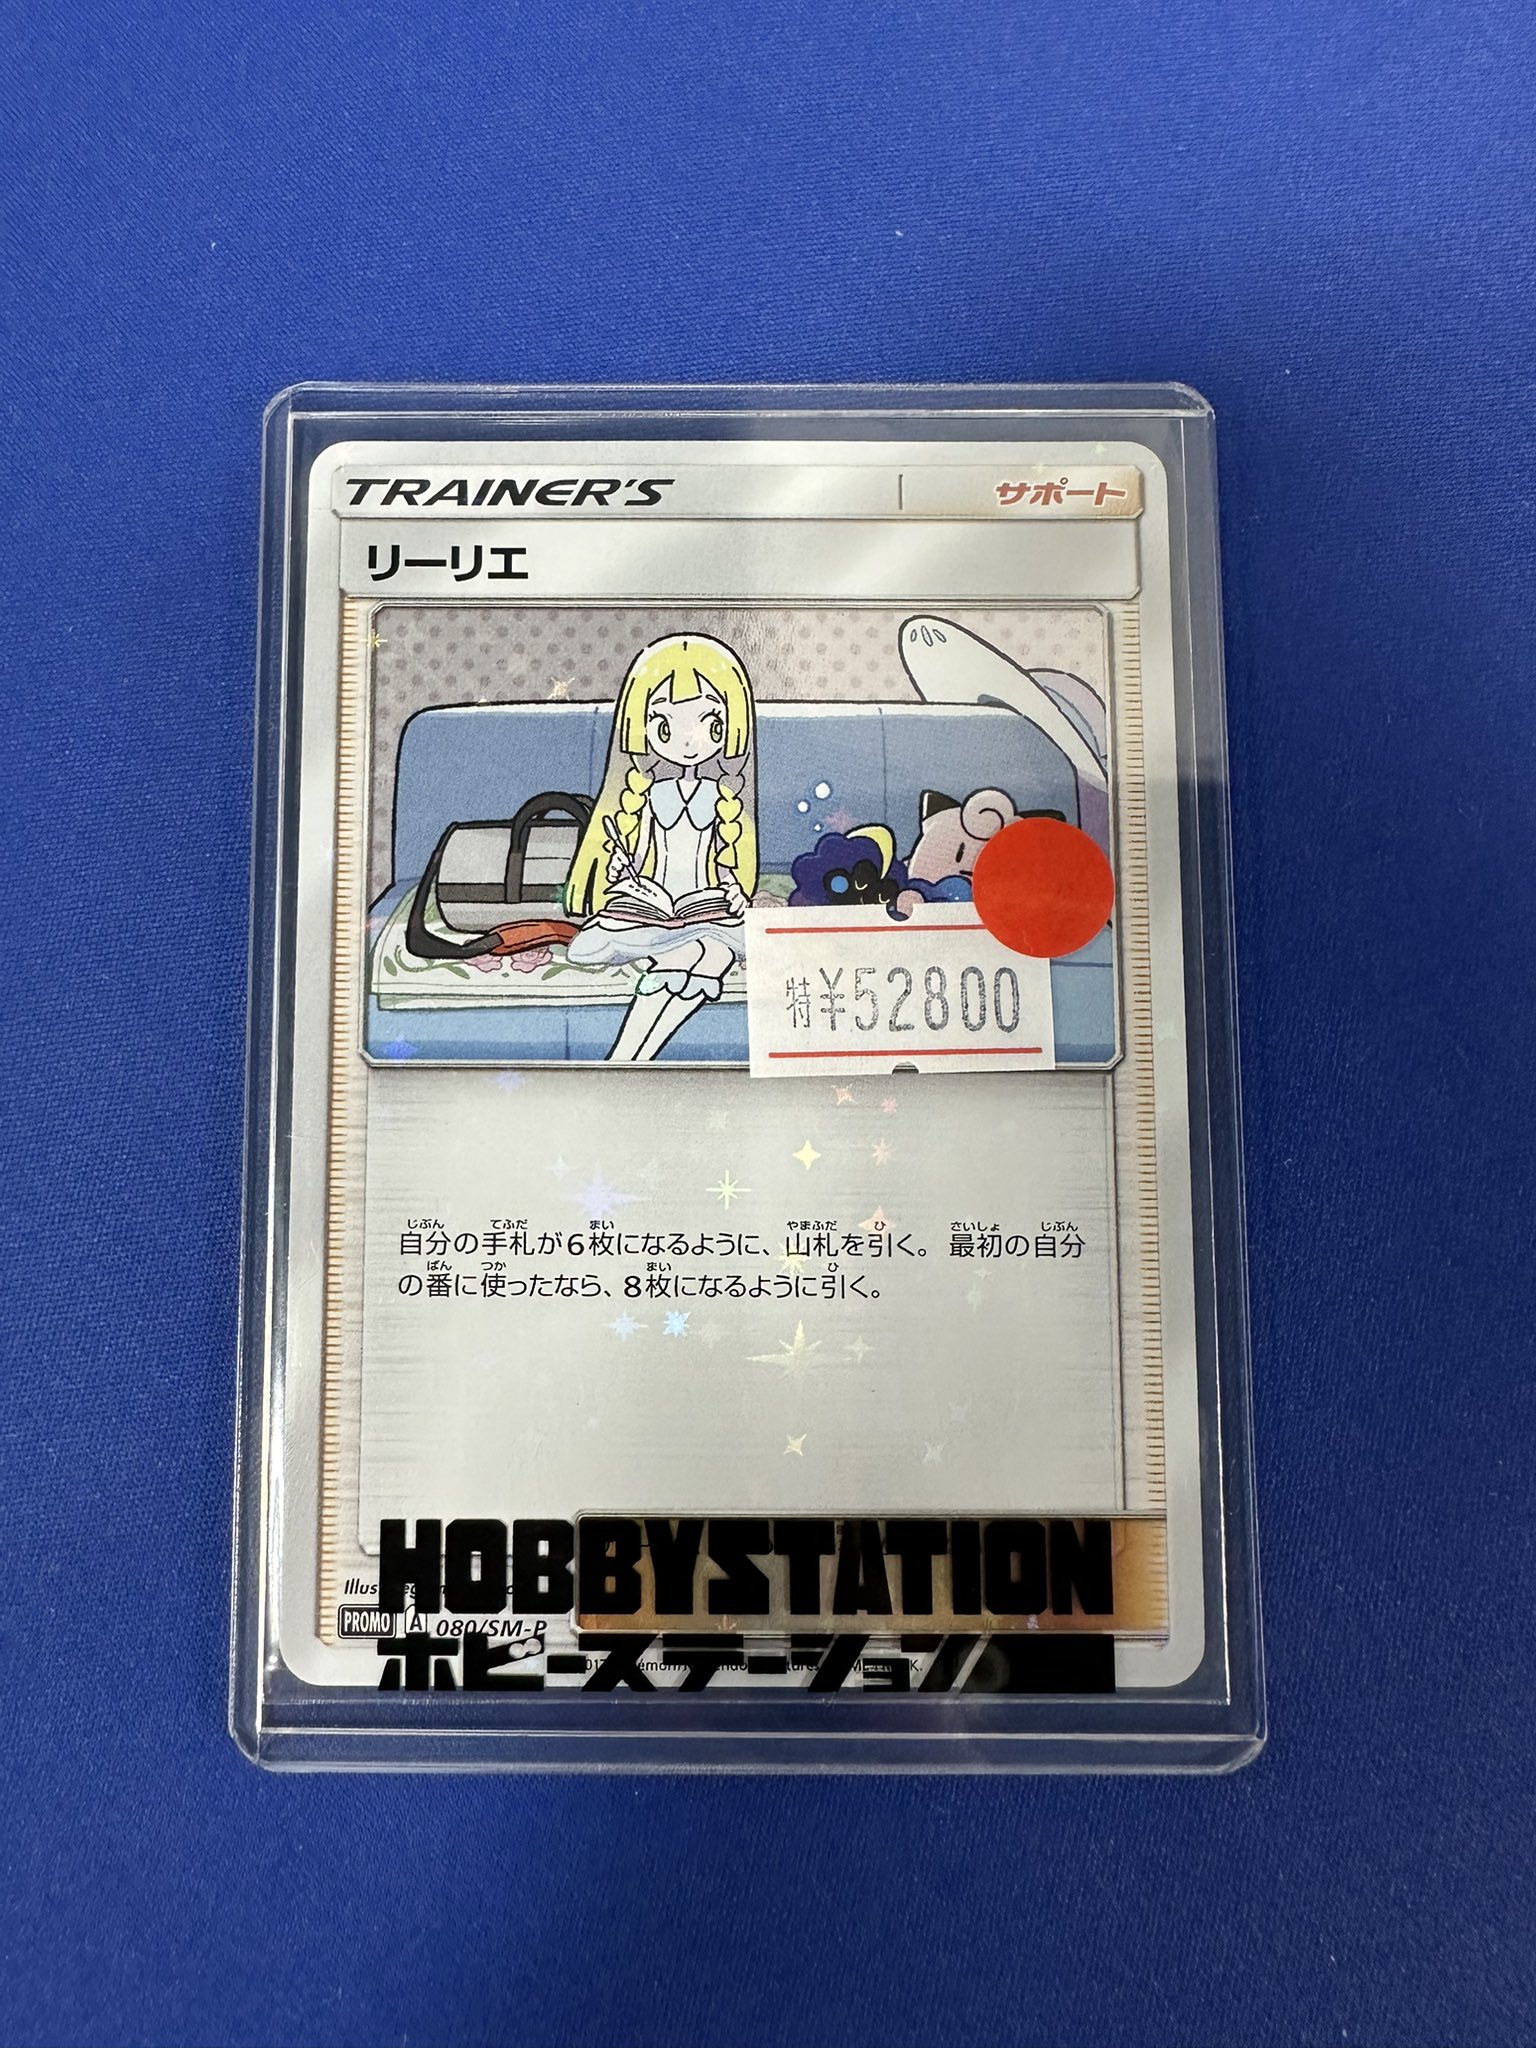 TRAINER'S
サポート
リーリエ
特¥52800
自分の手札が6枚になるように、山札を引く。最初の自分
の番に使ったなら、8枚になるように引く。
HOBBYSTATION
Illus.
PROMO A 080/SM-P
ホビーステーション